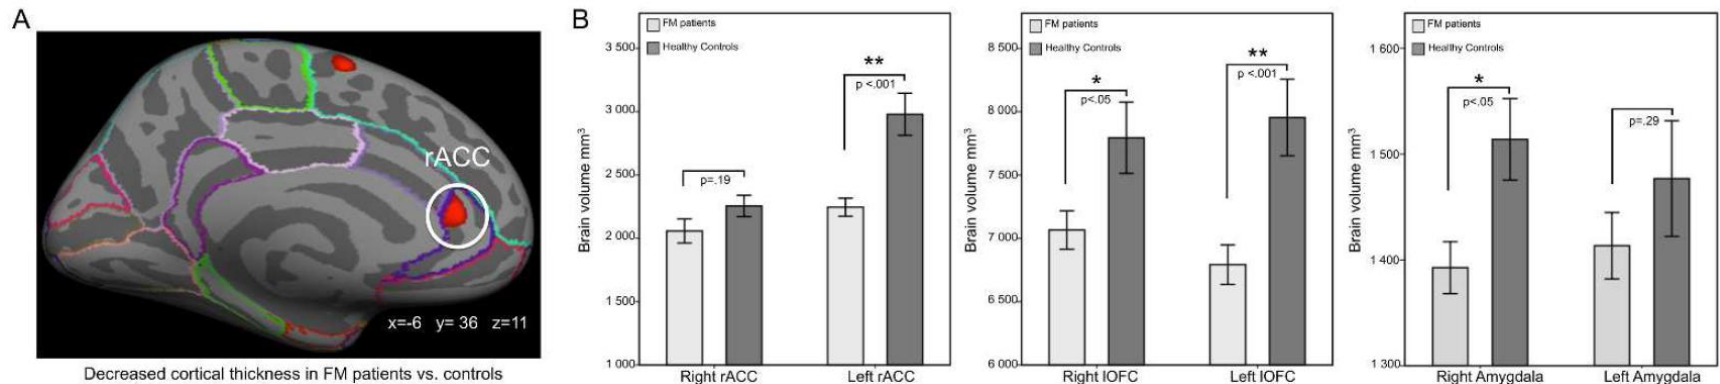 A
rACC
x=-6 y= 36 z=11
Decreased cortical thickness in FM patients vs. controls
B
Brain volume mm³
3 500
3 000
2 500
2 000
1 500
1 000
FM patients
Healthy Controls
p=.19
**
p <.001
Right rACC Left rACC
Brain volume mm³
8 500
8 000
7 500
7 000
6 500
6 000
FM patients
Healthy Controls
*
p<.05
**
p <.001
Right lOFC Left lOFC
Brain volume mm³
1 600
1 500
1 400
1 300
FM patients
Healthy Controls
*
p<.05
p=.29
Right Amygdala Left Amygdala